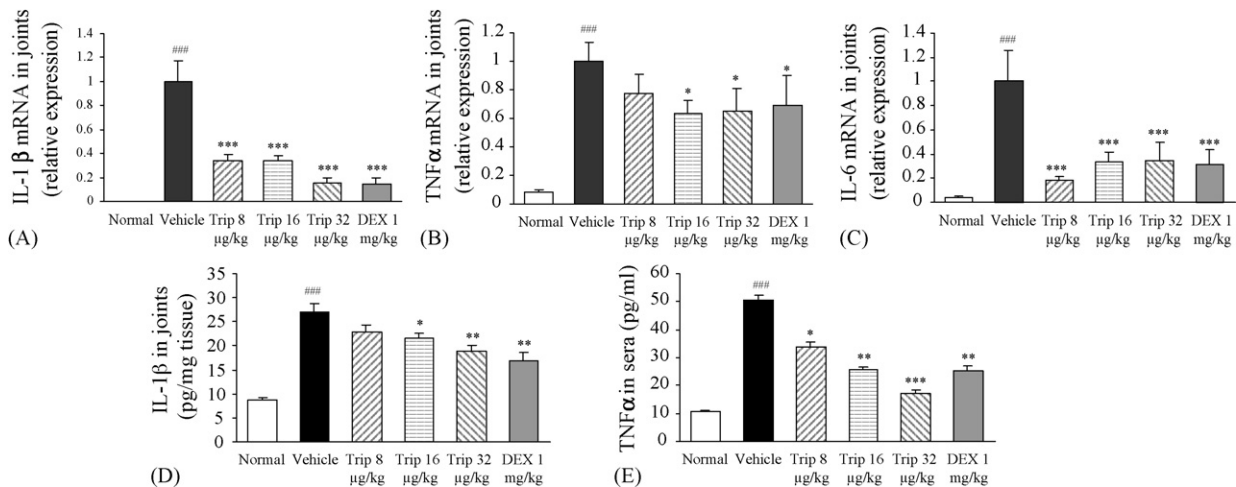 IL-1 β mRNA in joints
(relative expression)
1.4
1.2
1
0.8
0.6
0.4
0.2
1
###
***
***
***
***
Normal Vehicle Trip 8 Trip 16 Trip 32 DEX 1
µg/kg µg/kg µg/kg mg/kg
(A)
TNFα mRNA in joints
(relative expression)
1.2
1
0.8
0.6
0.4
0.2
0
###
*
*
*
Normal Vehicle Trip 8 Trip 16 Trip 32 DEX 1
µg/kg µg/kg µg/kg mg/kg
(B)
IL-6 mRNA in joints
(relative expression)
1.4
1.2
1
0.8
0.6
0.4
0.2
0
###
***
***
***
***
Normal Vehicle Trip 8 Trip 16 Trip 32 DEX 1
µg/kg µg/kg µg/kg mg/kg
(C)
IL-1β in joints
(pg/mg tissue)
35
30
25
20
15
10
5
0
###
*
**
**
Normal Vehicle Trip 8 Trip 16 Trip 32 DEX 1
µg/kg µg/kg µg/kg mg/kg
(D)
TNFα in sera (pg/ml)
60
50
40
30
20
10
0
###
*
**
***
**
Normal Vehicle Trip 8 Trip 16 Trip 32 DEX 1
µg/kg µg/kg µg/kg mg/kg
(E)